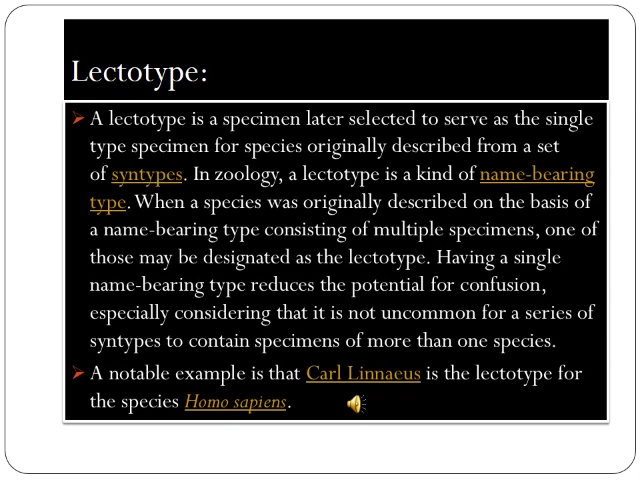 Lectotype:
A lectotype is a specimen later selected to serve as the single
type specimen for species originally described from a set
of syntypes. In zoology, a lectotype is a kind of name-bearing
type. When a species was originally described on the basis of
a name-bearing type consisting of multiple specimens, one of
those may be designated as the lectotype. Having a single
name-bearing type reduces the potential for confusion,
especially considering that it is not uncommon for a series of
syntypes to contain specimens of more than one species.
A notable example is that Carl Linnaeus is the lectotype for
the species Homo sapiens.